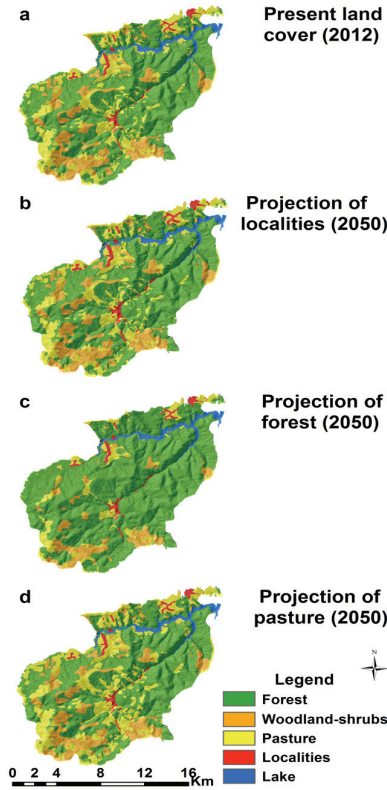 a
Present land
cover (2012)
b
Projection of
localities (2050)
c
Projection of
forest (2050)
d
Projection of
pasture (2050)
N
Legend
Forest
Woodland-shrubs
Pasture
Localities
Lake
0 2 4 8 12 16
Km